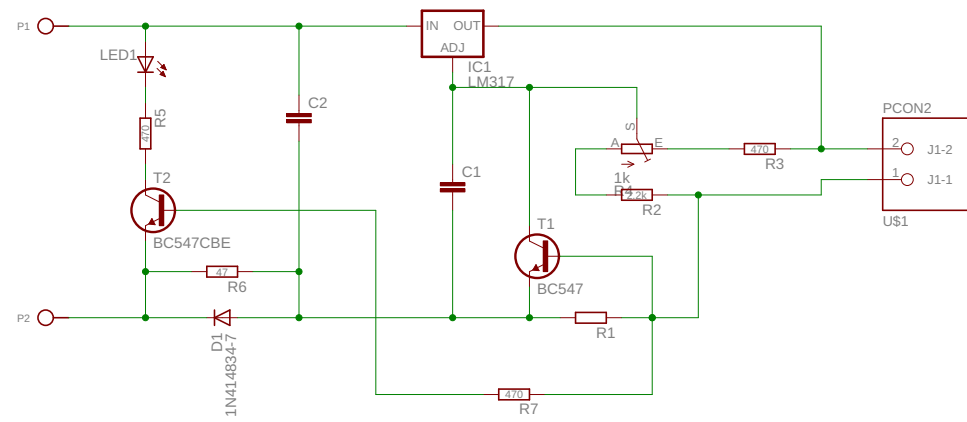 P1
LED1
R5
470
T2
BC547CBE
47
R6
P2
D1
1N414834-7
C2
IN OUT
ADJ
IC1
LM317
C1
A
S
E
1k
R4
2.2k
R2
470
R3
T1
BC547
R1
470
R7
PCON2
2
J1-2
1
J1-1
U$1